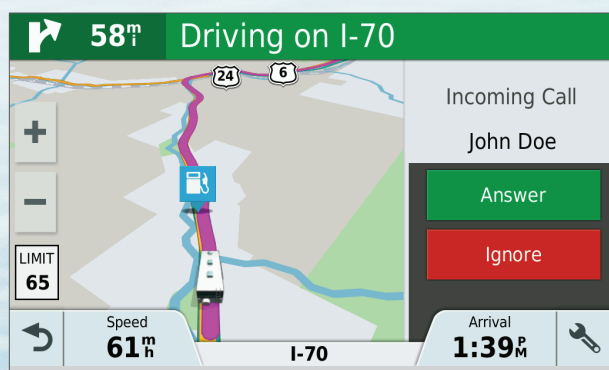 58 mi
Driving on I-70
24
6
Incoming Call
John Doe
Answer
Ignore
+
−
LIMIT
65
Speed
61 mh
I-70
Arrival
1:39 PM